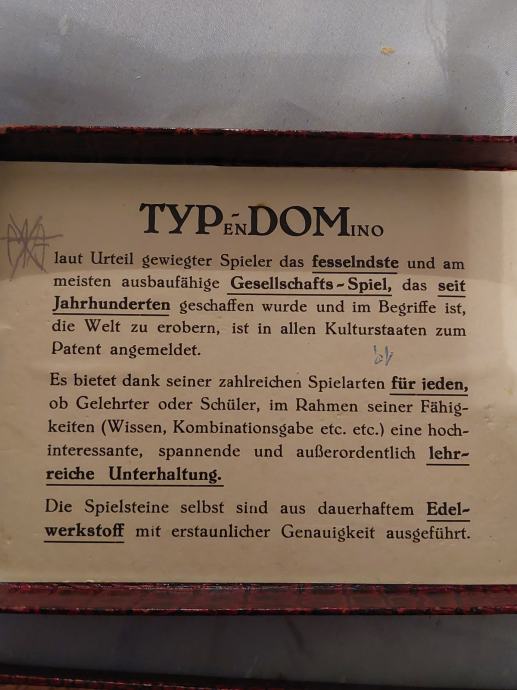 TYPEN-DOMINO
laut Urteil gewiegter Spieler das fesselndste und am
meisten ausbaufähige Gesellschafts-Spiel, das seit
Jahrhunderten geschaffen wurde und im Begriffe ist,
die Welt zu erobern, ist in allen Kulturstaaten zum
Patent angemeldet.
Es bietet dank seiner zahlreichen Spielarten für jeden,
ob Gelehrter oder Schüler, im Rahmen seiner Fähig-
keiten (Wissen, Kombinationsgabe etc. etc.) eine hoch-
interessante, spannende und außerordentlich lehr-
reiche Unterhaltung.
Die Spielsteine selbst sind aus dauerhaftem Edel-
werkstoff mit erstaunlicher Genauigkeit ausgeführt.